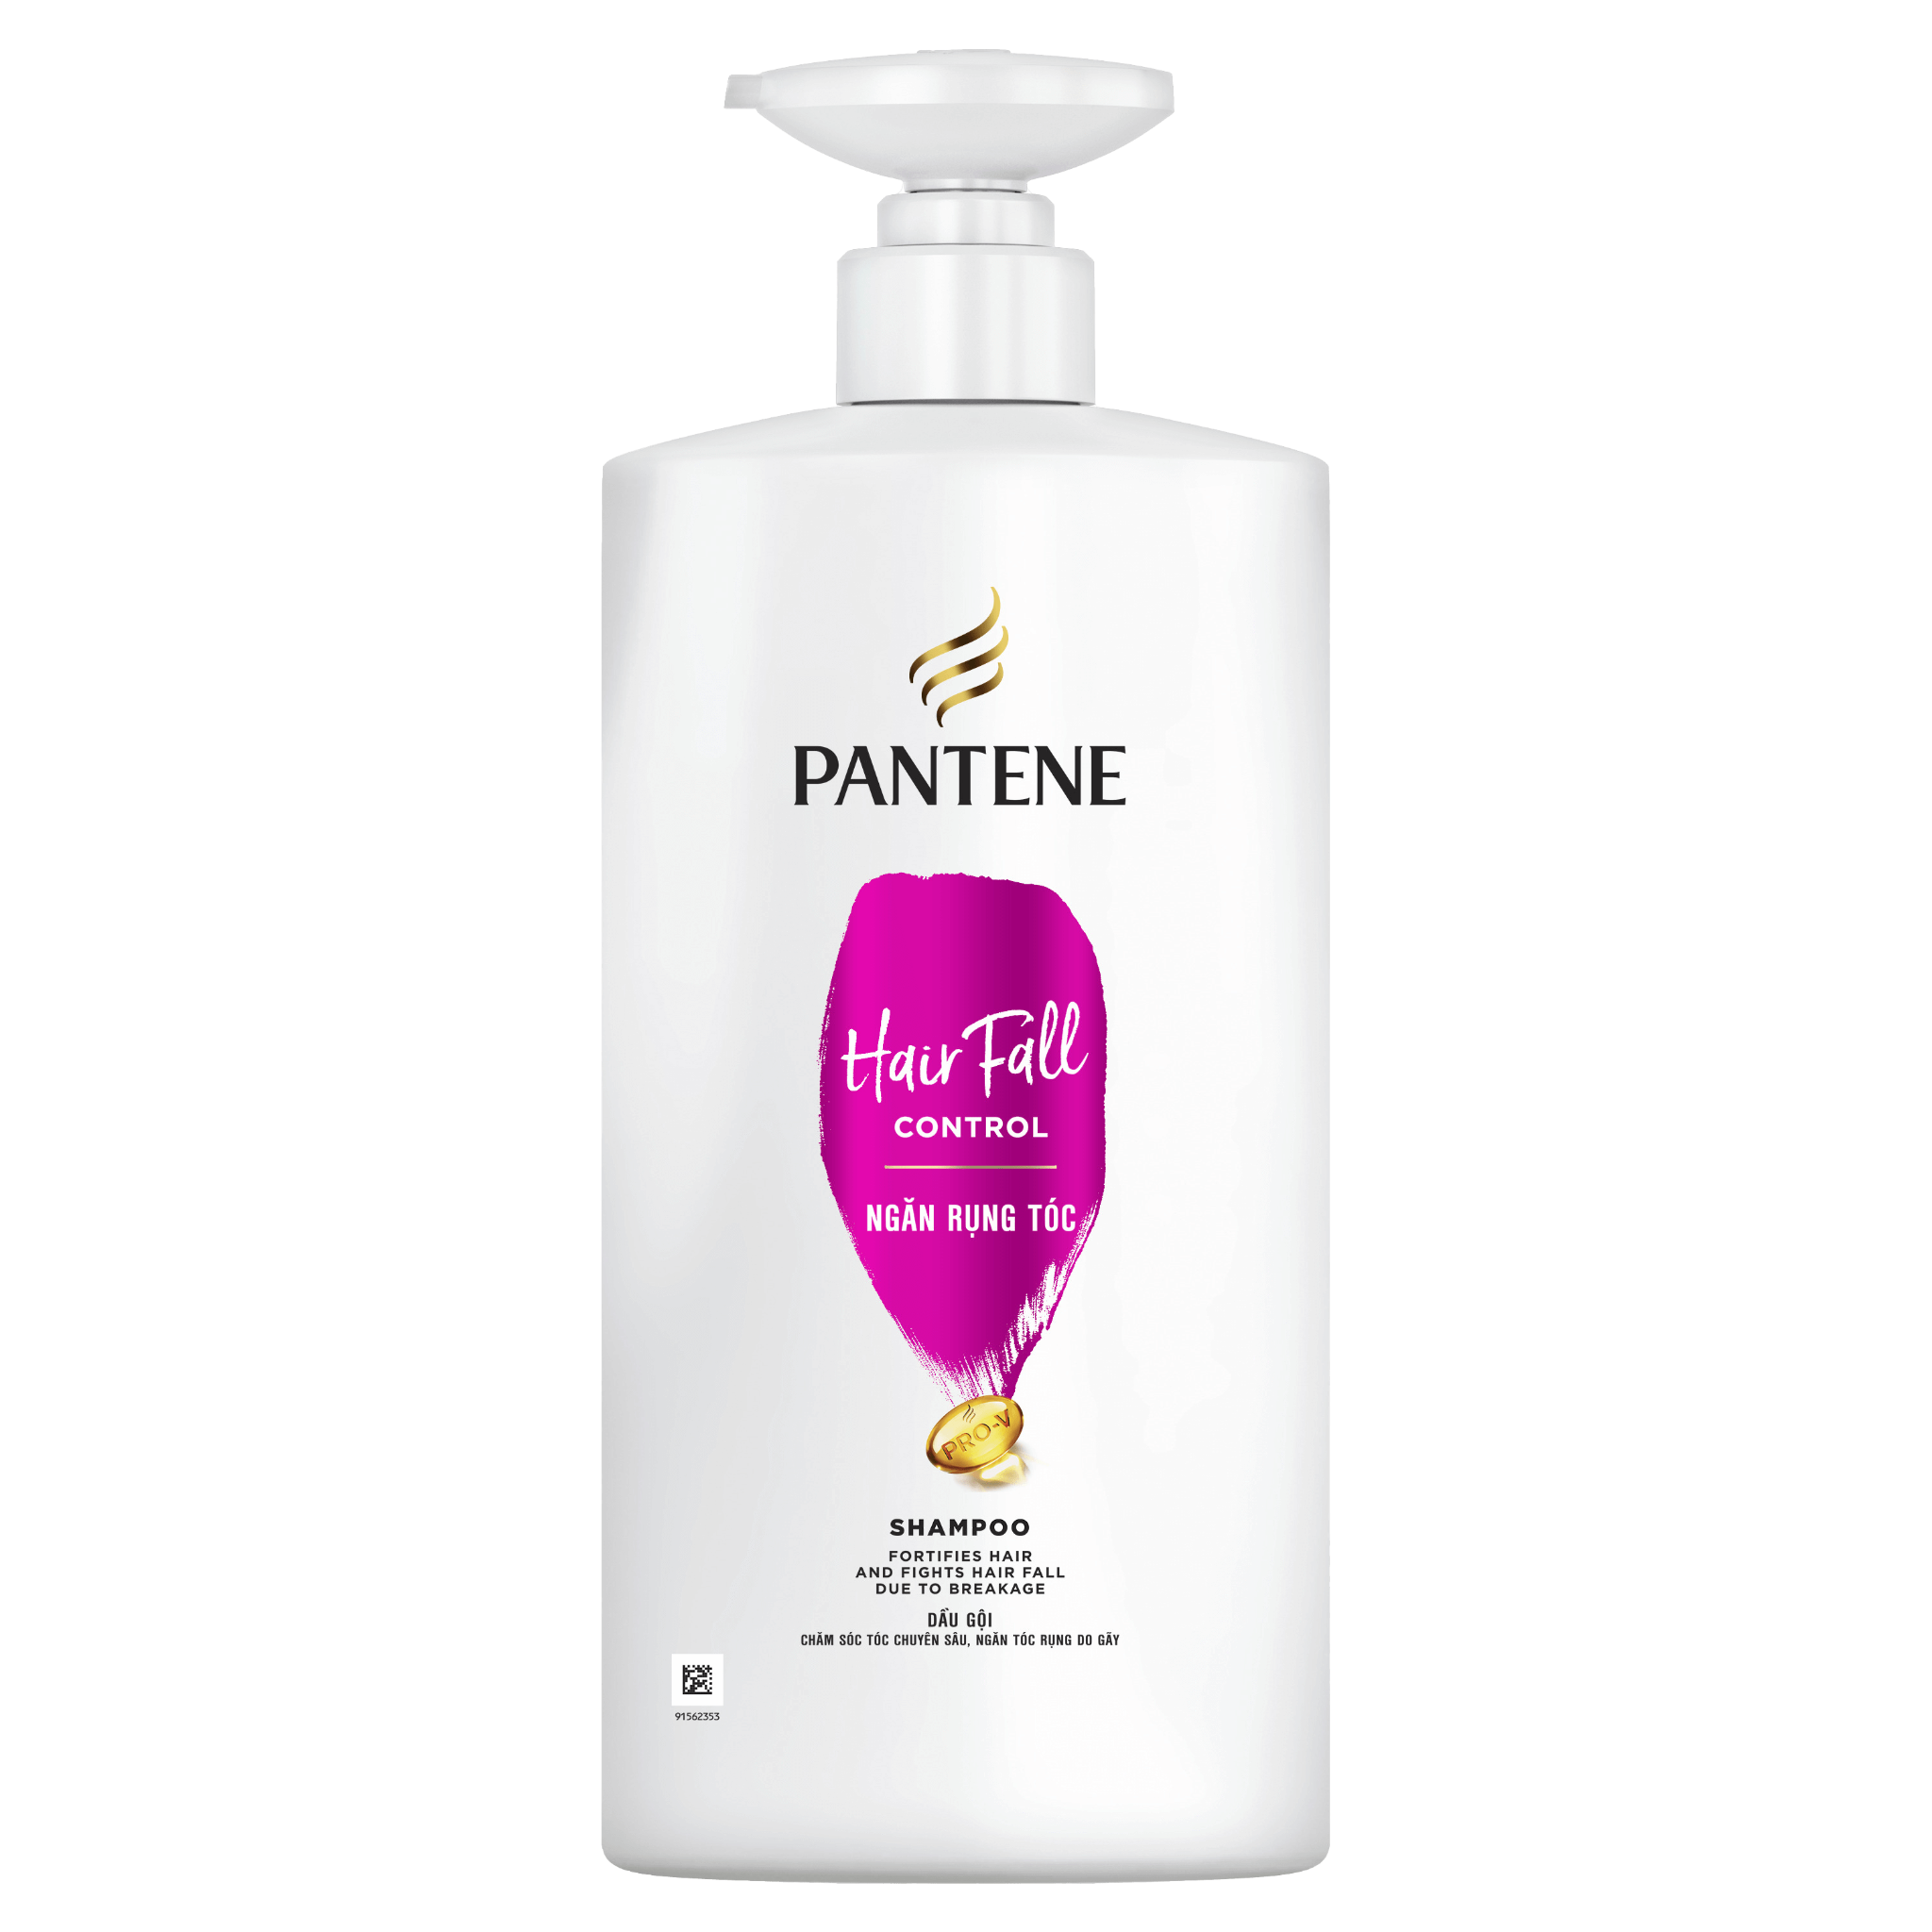 PANTENE
Hair Fall
CONTROL
NGĂN RỤNG TÓC
PRO-V
SHAMPOO
FORTIFIES HAIR
AND FIGHTS HAIR FALL
DUE TO BREAKAGE
DẦU GỘI
CHĂM SÓC TÓC CHUYÊN SÂU, NGĂN TÓC RỤNG DO GÃY
91562353